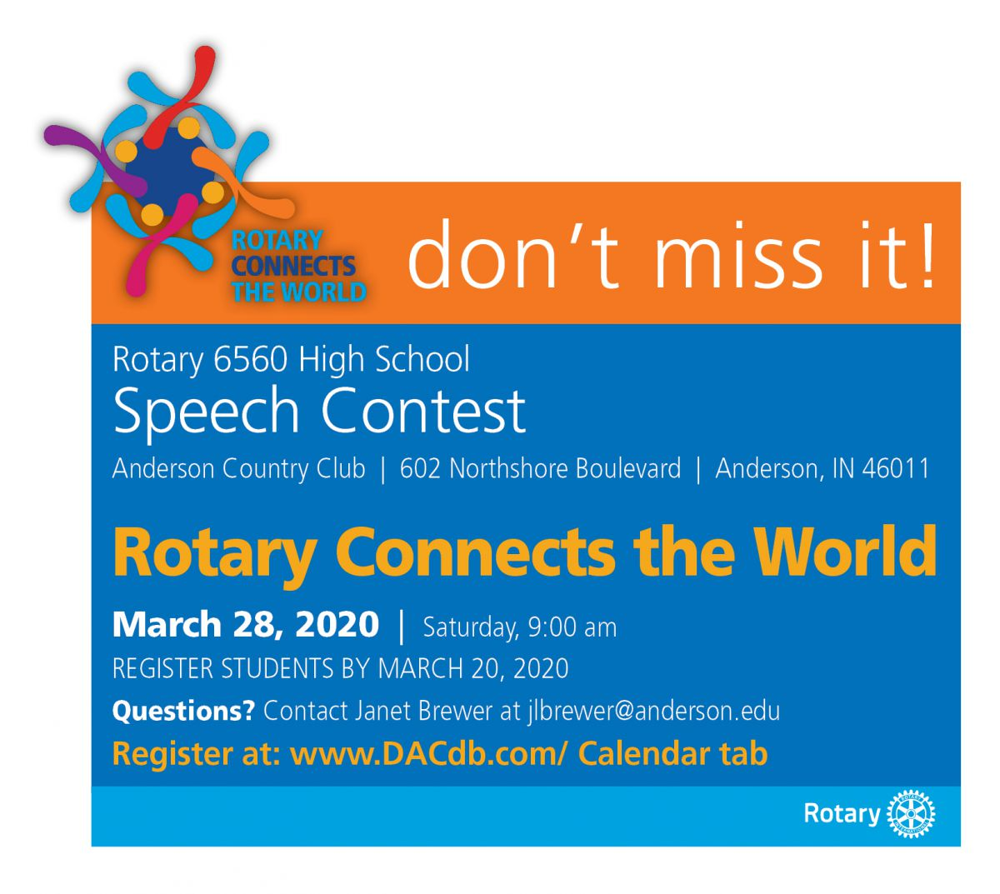 ROTARY
CONNECTS
THE WORLD
don't miss it!
Rotary 6560 High School
Speech Contest
Anderson Country Club | 602 Northshore Boulevard | Anderson, IN 46011
Rotary Connects the World
March 28, 2020 | Saturday, 9:00 am
REGISTER STUDENTS BY MARCH 20, 2020
Questions? Contact Janet Brewer at jlbrewer@anderson.edu
Register at: www.DACdb.com/ Calendar tab
Rotary
ROTARY
INTERNATIONAL